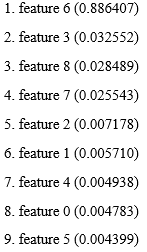 1. feature 6 (0.886407)
2. feature 3 (0.032552)
3. feature 8 (0.028489)
4. feature 7 (0.025543)
5. feature 2 (0.007178)
6. feature 1 (0.005710)
7. feature 4 (0.004938)
8. feature 0 (0.004783)
9. feature 5 (0.004399)